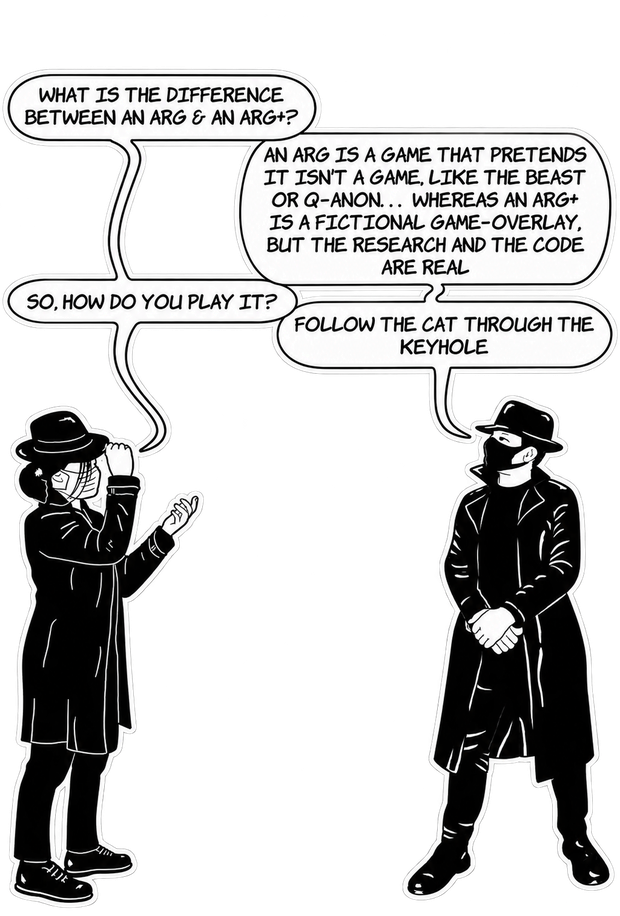 WHAT IS THE DIFFERENCE
BETWEEN AN ARG & AN ARG+?
AN ARG IS A GAME THAT PRETENDS
IT ISN'T A GAME, LIKE THE BEAST
OR Q-ANON... WHEREAS AN ARG+
IS A FICTIONAL GAME-OVERLAY,
BUT THE RESEARCH AND THE CODE
ARE REAL
SO, HOW DO YOU PLAY IT?
FOLLOW THE CAT THROUGH THE
KEYHOLE